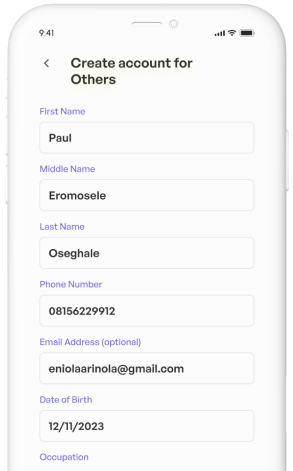 9:41
Create account for
Others
First Name
Paul
Middle Name
Eromosele
Last Name
Oseghale
Phone Number
08156229912
Email Address (optional)
eniolaarinola@gmail.com
Date of Birth
12/11/2023
Occupation